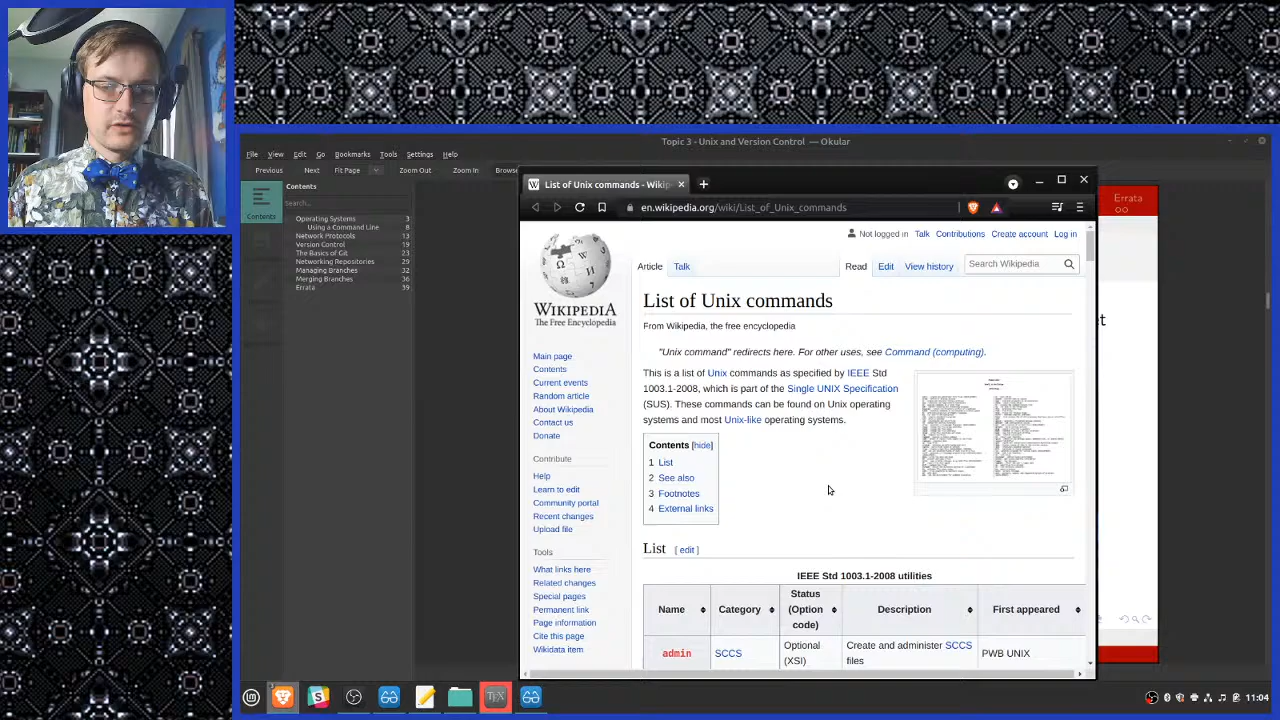 Topic 3 - Unix and Version Control — Okular
File View Edit Go Bookmarks Tools Settings Help
Previous Next Fit Page Zoom Out Zoom In Browse
Contents
Contents
Search...
Operating Systems 3
Using a Command Line 8
Network Protocols 13
Version Control 19
The Basics of Git 23
Networking Repositories 29
Managing Branches 32
Merging Branches 36
Errata 39
Errata
et
List of Unix commands - Wikip
en.wikipedia.org/wiki/List_of_Unix_commands
Not logged in Talk Contributions Create account Log in
Article Talk Read Edit View history Search Wikipedia
WIKIPEDIA
The Free Encyclopedia
Main page
Contents
Current events
Random article
About Wikipedia
Contact us
Donate
Contribute
Help
Learn to edit
Community portal
Recent changes
Upload file
Tools
What links here
Related changes
Special pages
Permanent link
Page information
Cite this page
Wikidata item
List of Unix commands
From Wikipedia, the free encyclopedia
"Unix command" redirects here. For other uses, see Command (computing).
This is a list of Unix commands as specified by IEEE Std
1003.1-2008, which is part of the Single UNIX Specification
(SUS). These commands can be found on Unix operating
systems and most Unix-like operating systems.
Contents [hide]
1 List
2 See also
3 Footnotes
4 External links
List [ edit ]
IEEE Std 1003.1-2008 utilities
Name Category Status (Option code) Description First appeared
admin SCCS Optional (XSI) Create and administer SCCS files PWB UNIX
11:04